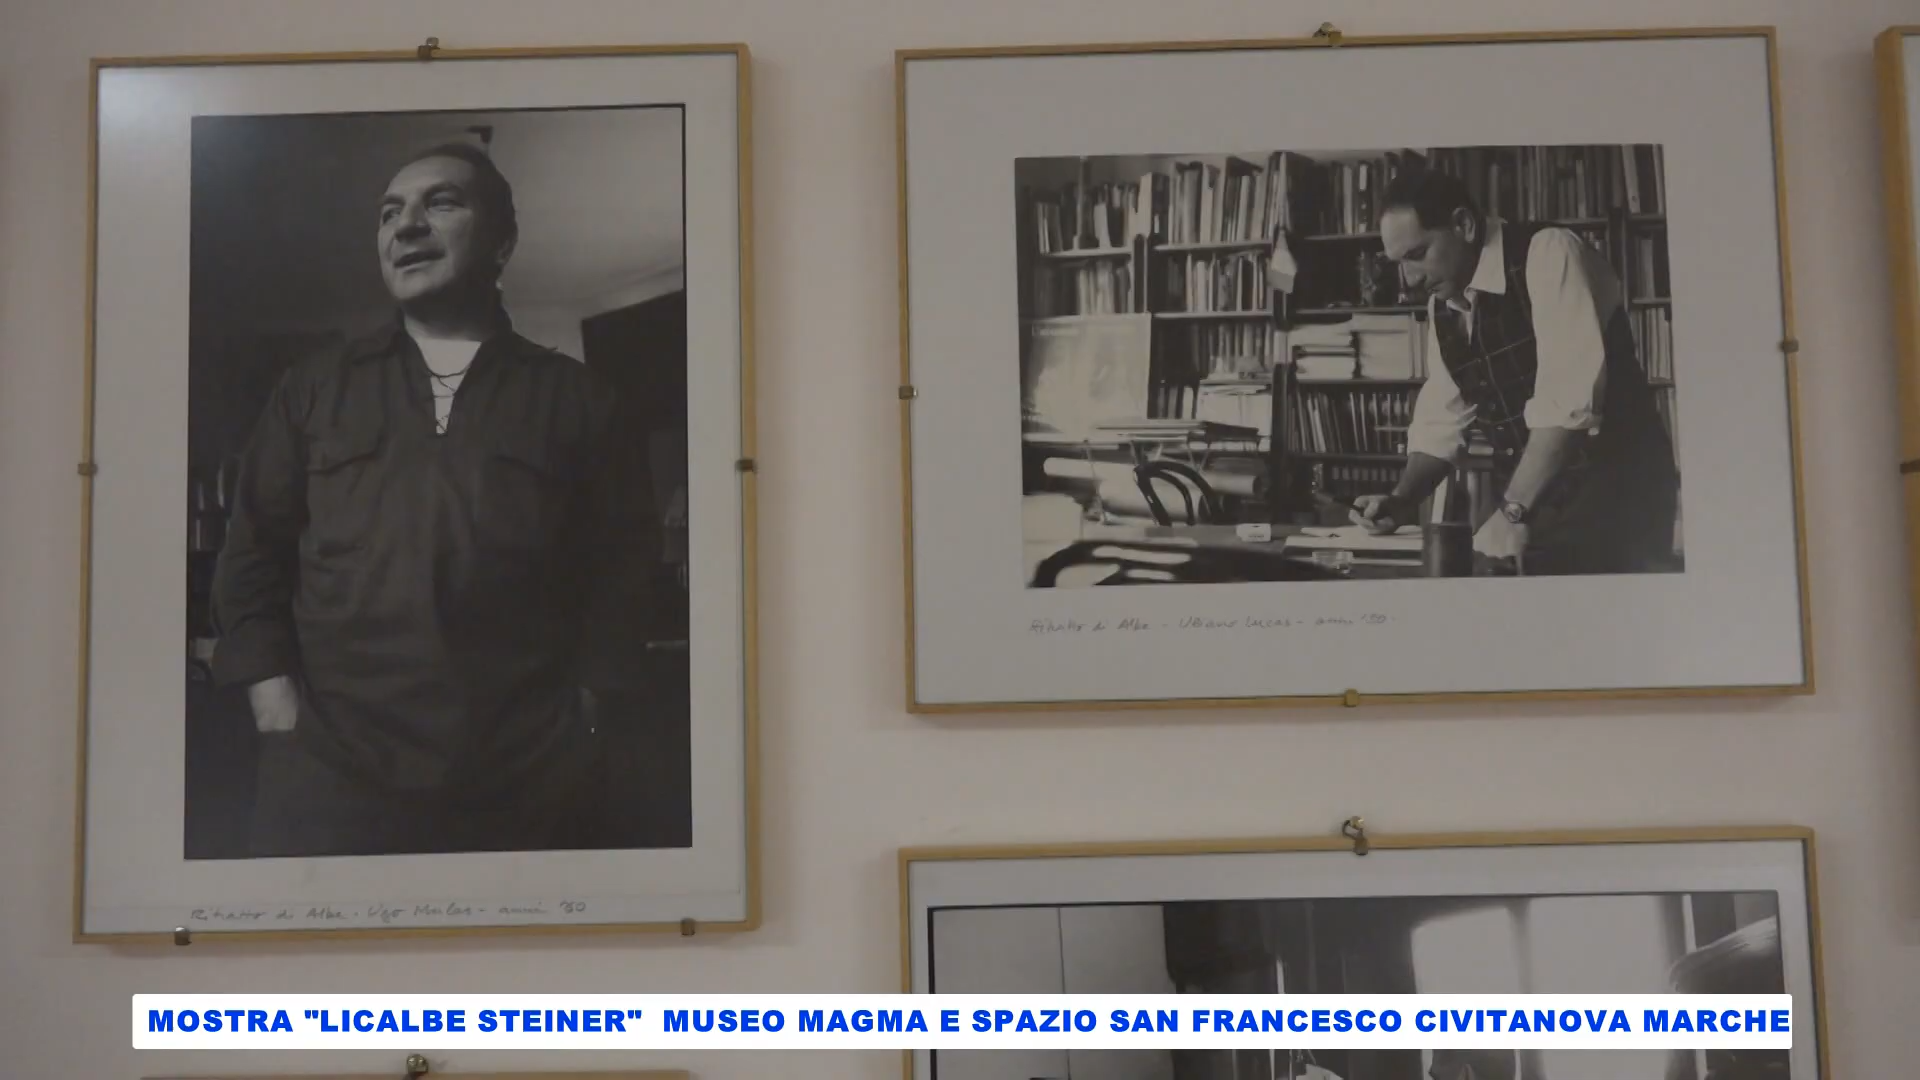 Ritratto di Albe - Ugo Mulas - anni '50
Ritratto di Albe - Uliano Lucas - anni '50 -
MOSTRA "LICALBE STEINER" MUSEO MAGMA E SPAZIO SAN FRANCESCO CIVITANOVA MARCHE